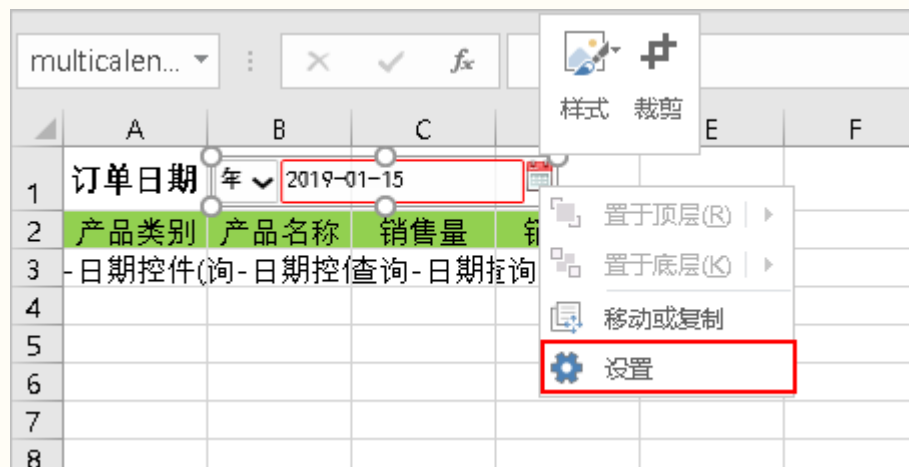 multicalen...
fx
样式 裁剪
A B C E F
1 订单日期 年 2019-01-15
2 产品类别 产品名称 销售量
3 -日期控件( 询-日期控 查询-日期
4
5
6
7
8
置于顶层(R)
置于底层(K)
移动或复制
设置